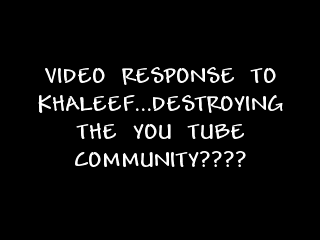 VIDEO RESPONSE TO
KHALEEF...DESTROYING
THE YOU TUBE
COMMUNITY????